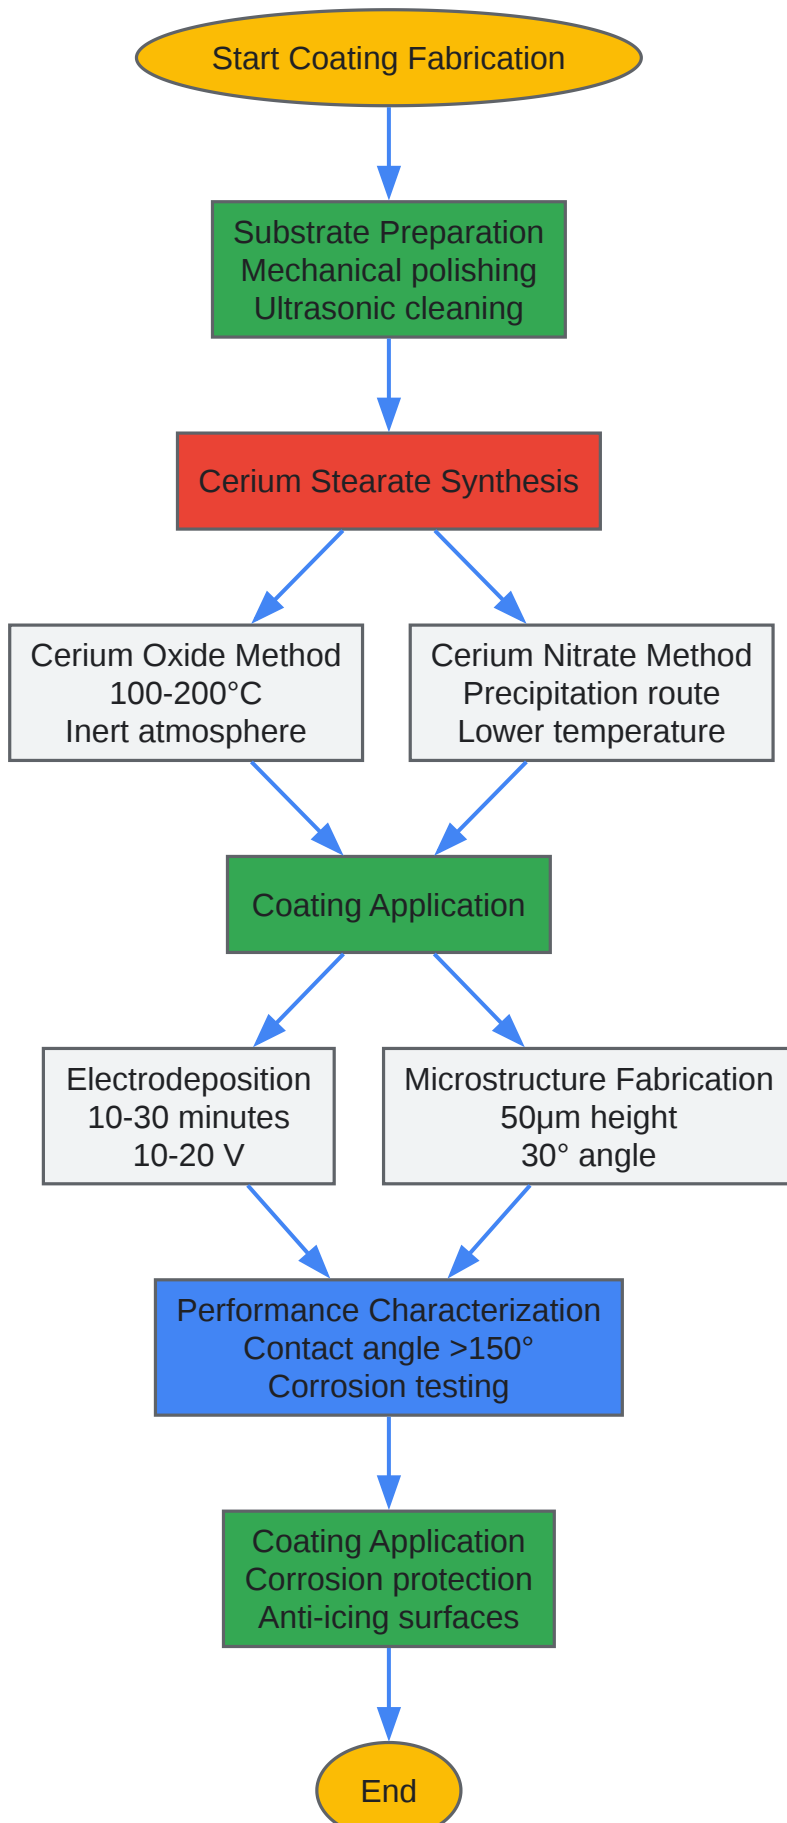 Start Coating Fabrication
Substrate Preparation
Mechanical polishing
Ultrasonic cleaning
Cerium Stearate Synthesis
Cerium Oxide Method
100-200°C
Inert atmosphere
Cerium Nitrate Method
Precipitation route
Lower temperature
Coating Application
Electrodeposition
10-30 minutes
10-20 V
Microstructure Fabrication
50μm height
30° angle
Performance Characterization
Contact angle >150°
Corrosion testing
Coating Application
Corrosion protection
Anti-icing surfaces
End